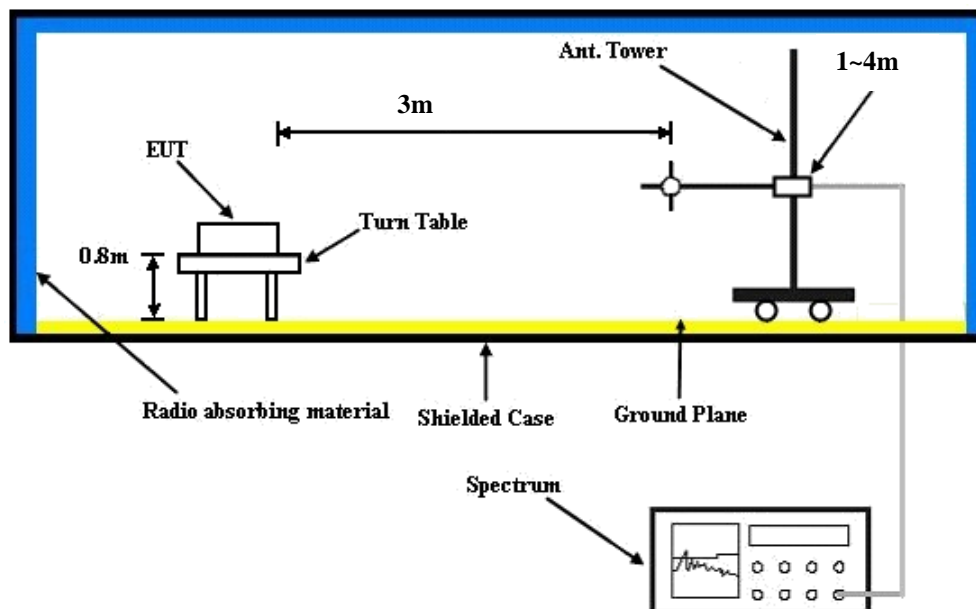 Ant. Tower
1~4m
3m
EUT
Turn Table
0.8m
Radio absorbing material
Shielded Case
Ground Plane
Spectrum